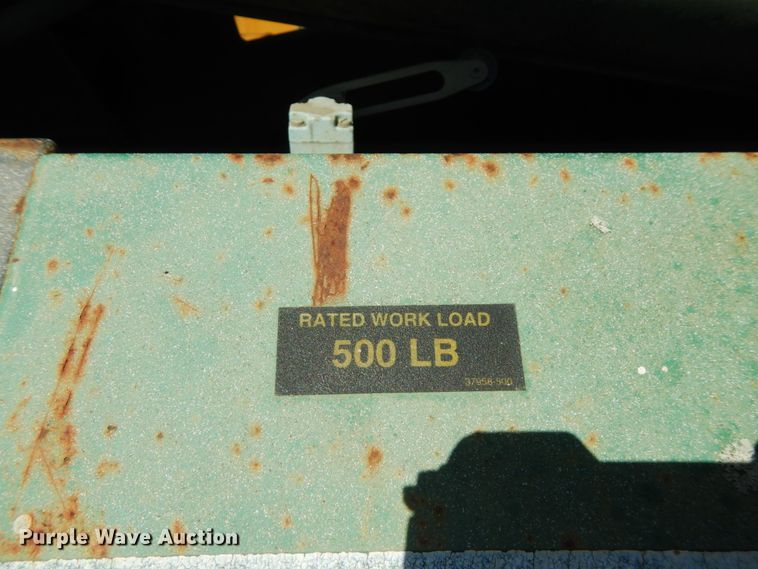 RATED WORK LOAD
500 LB
37958-500
Purple Wave Auction